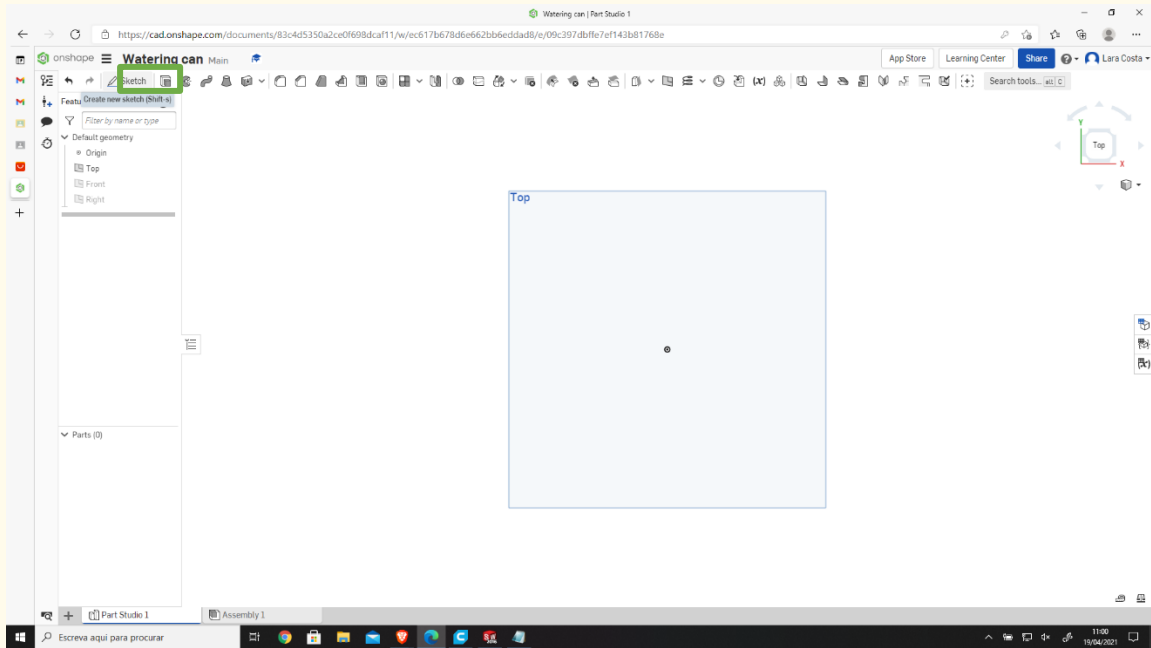 Watering can | Part Studio 1
https://cad.onshape.com/documents/83c4d5350a2ce0f698dcaf11/w/ec617b678d6e662bb6eddad8/e/09c397dbffe7ef143b81768e
onshape Watering can Main
App Store Learning Center Share Lara Costa
Sketch
(x)
Search tools... alt C
Featu
Create new sketch (Shift-s)
Filter by name or type
Default geometry
Origin
Top
Front
Right
Parts (0)
Top
Y
Top
X
(x)
Part Studio 1
Assembly 1
Escreva aqui para procurar
11:00
19/04/2021